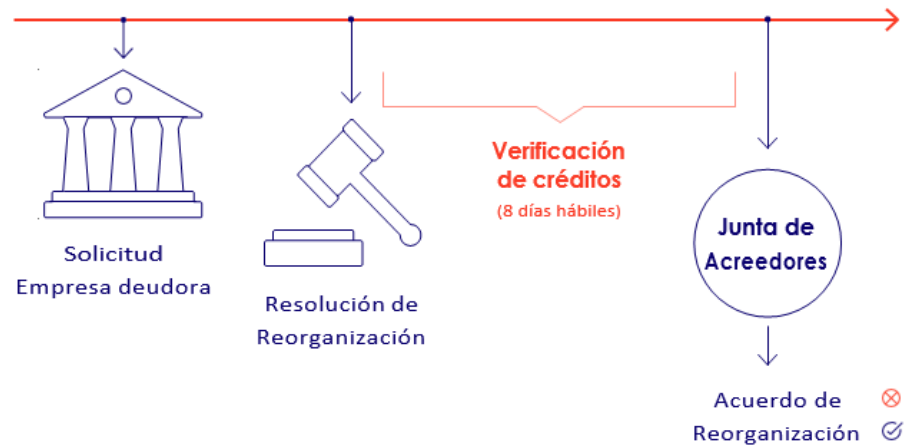 Solicitud
Empresa deudora
Resolución de
Reorganización
Verificación
de créditos
(8 días hábiles)
Junta de
Acreedores
Acuerdo de
Reorganización